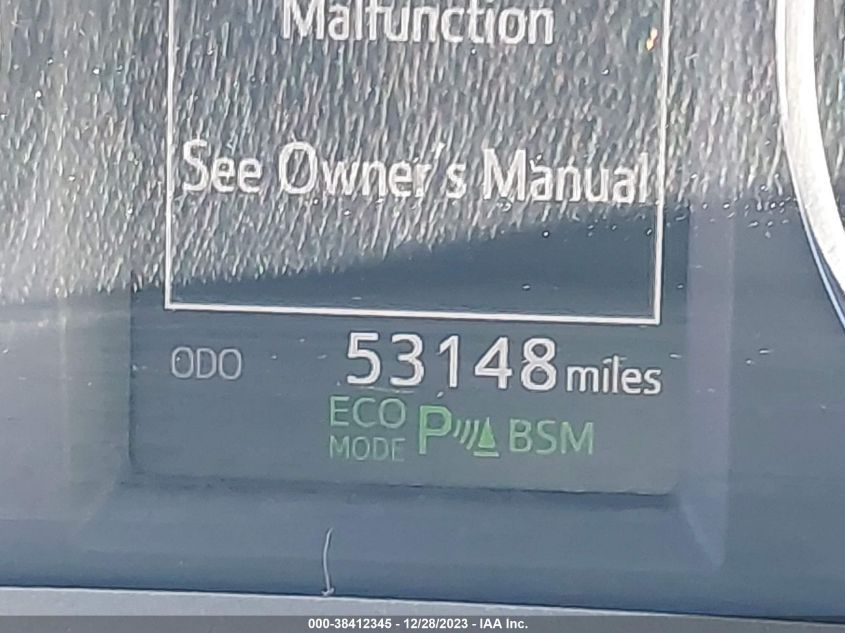 Malfunction
See Owner's Manual
ODO 53148 miles
ECO MODE P BSM
000-38412345 - 12/28/2023 - IAA Inc.